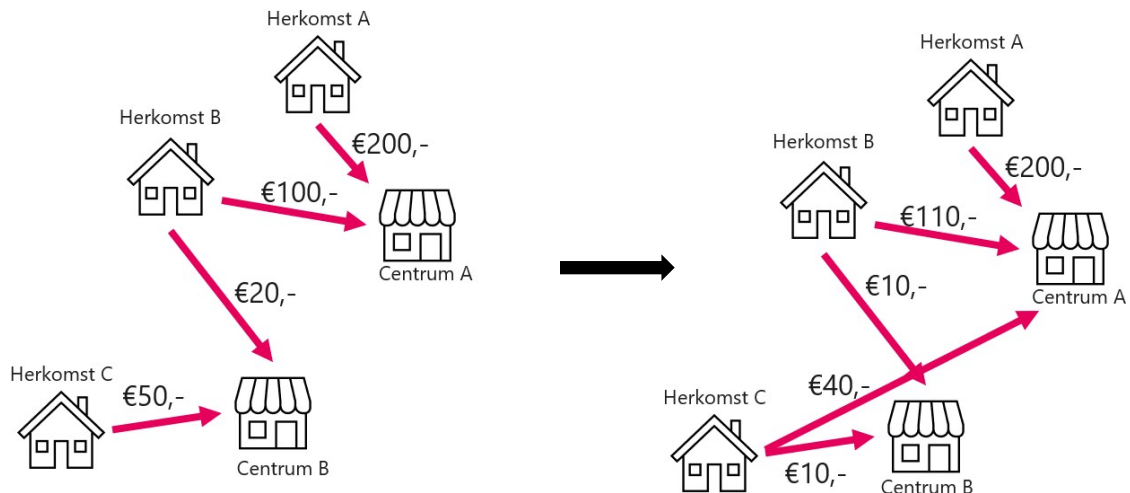 Herkomst A
Herkomst B
€200,-
€100,-
Centrum A
€20,-
Herkomst C
€50,-
Centrum B
Herkomst A
Herkomst B
€200,-
€110,-
€10,-
Centrum A
Herkomst C
€40,-
€10,-
Centrum B